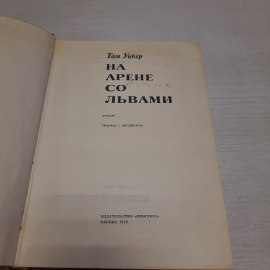 Том Уикер
НА
АРЕНЕ
СО
ЛЬВАМИ
роман
Перевод с английского
ИЗДАТЕЛЬСТВО «ПРОГРЕСС»
МОСКВА